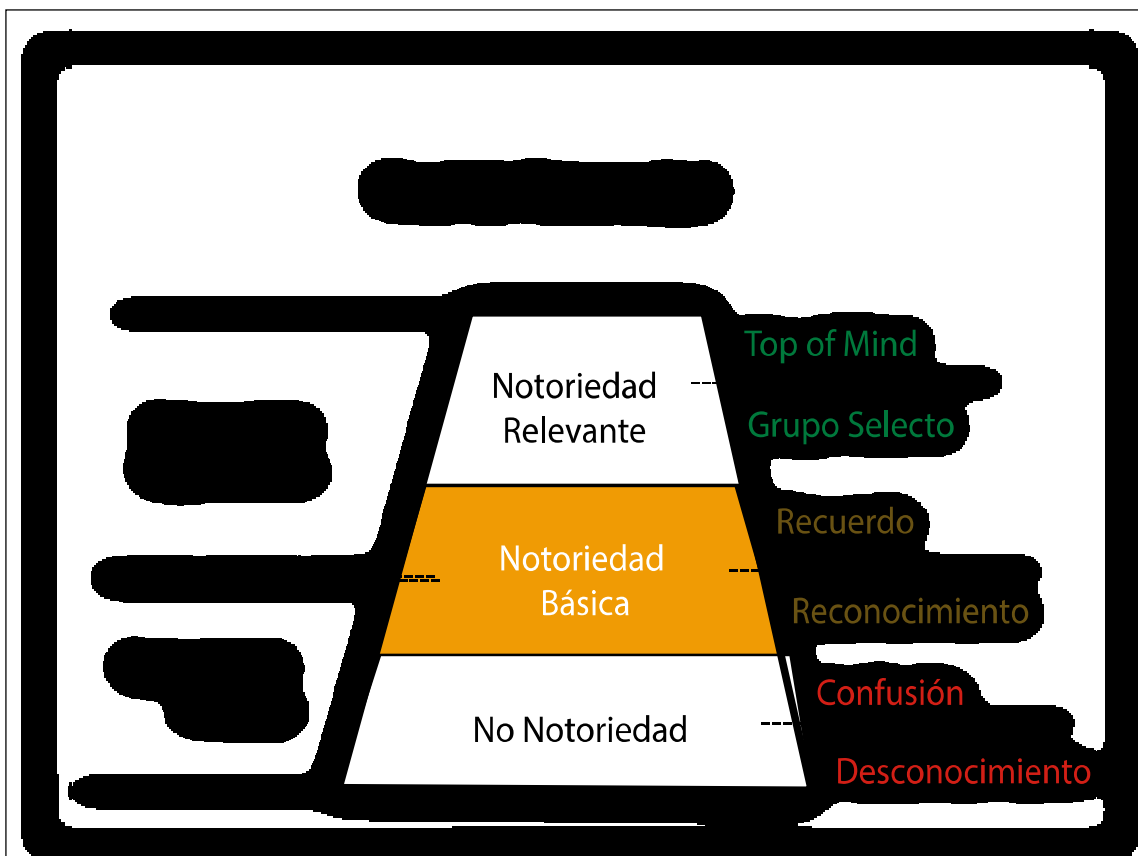 Top of Mind
Notoriedad
Relevante
Grupo Selecto
Recuerdo
Notoriedad
Básica
Reconocimiento
Confusión
No Notoriedad
Desconocimiento